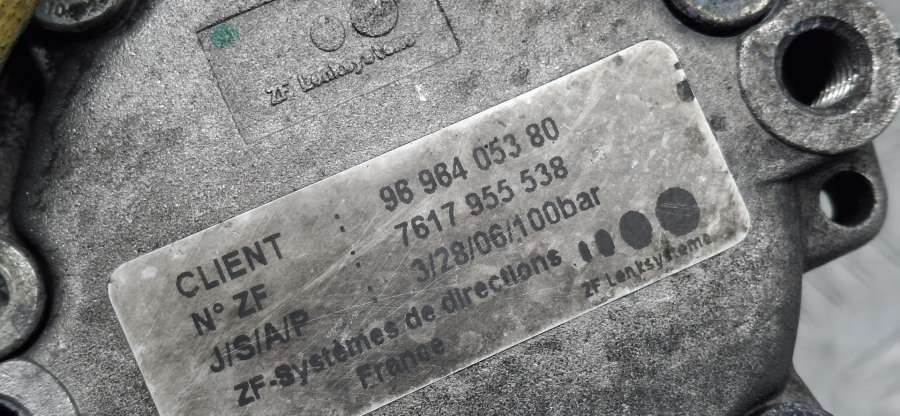 ZF Lenksysteme
CLIENT : 96 964 053 80
N° ZF : 7617 955 538
J/S/A/P : 3/28/06/100bar
ZF-Systèmes de directions
France
ZF Lenksysteme